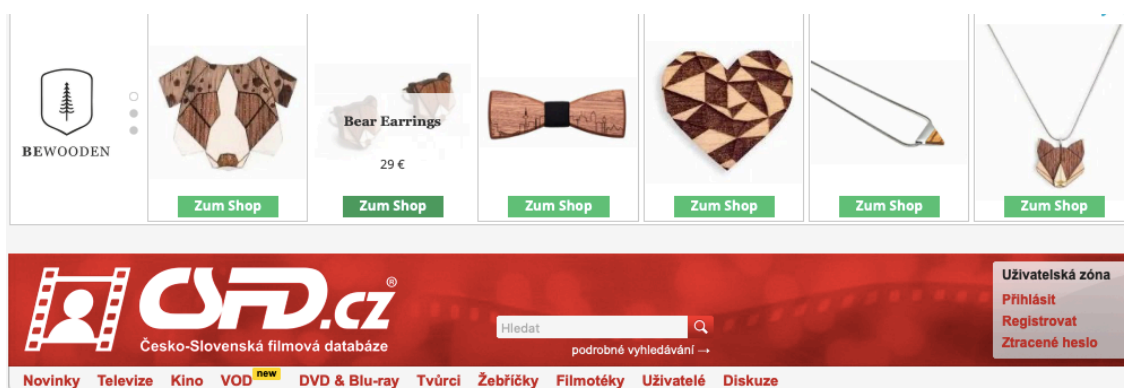 BEWOODEN
Bear Earrings
29 €
Zum Shop
Zum Shop
Zum Shop
Zum Shop
Zum Shop
Zum Shop
ČSFD.cz®
Česko-Slovenská filmová databáze
Hledat
podrobné vyhledávání →
Uživatelská zóna
Přihlásit
Registrovat
Ztracené heslo
Novinky Televize Kino VOD new DVD & Blu-ray Tvůrci Žebříčky Filmotéky Uživatelé Diskuze